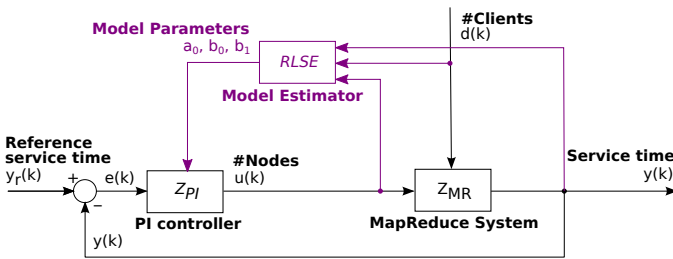 #Clients
d(k)
Model Parameters
a0, b0, b1
RLSE
Model Estimator
Reference
service time
yr(k)
+
−
e(k)
ZPI
PI controller
#Nodes
u(k)
ZMR
MapReduce System
Service time
y(k)
y(k)